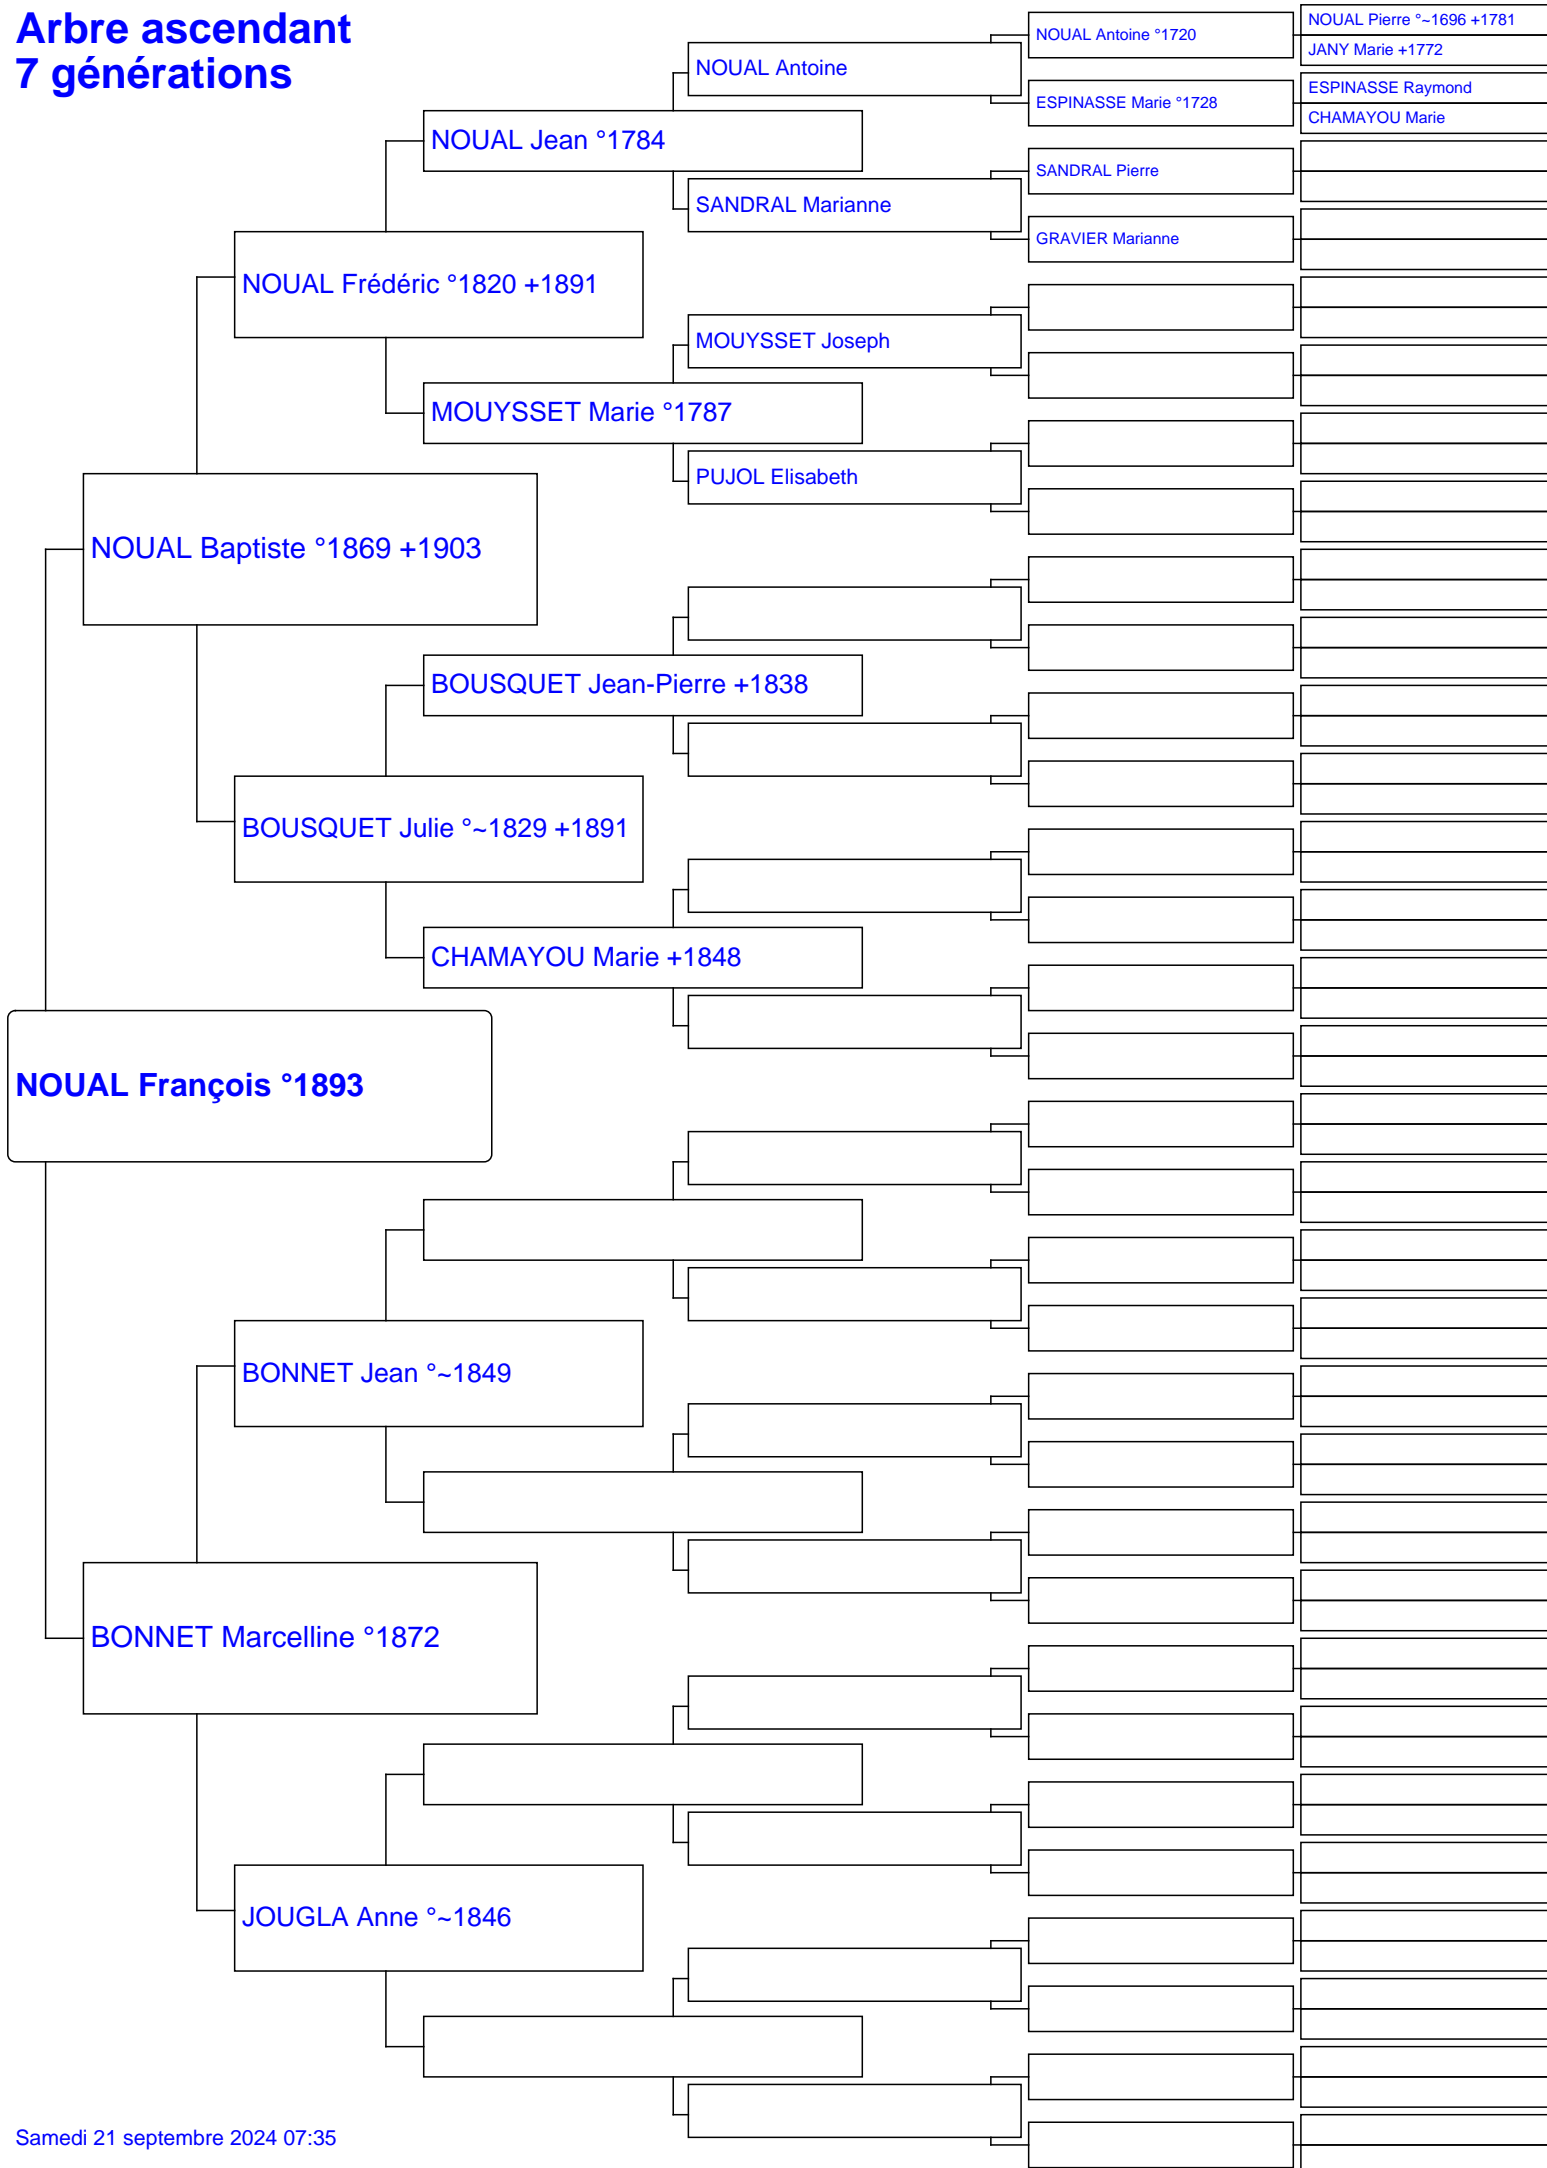 Arbre ascendant
7 générations
NOUAL Pierre °~1696 +1781
NOUAL Antoine °1720
JANY Marie +1772
NOUAL Antoine
ESPINASSE Raymond
ESPINASSE Marie °1728
CHAMAYOU Marie
NOUAL Jean °1784
SANDRAL Pierre
SANDRAL Marianne
GRAVIER Marianne
NOUAL Frédéric °1820 +1891
MOUYSSET Joseph
MOUYSSET Marie °1787
PUJOL Elisabeth
NOUAL Baptiste °1869 +1903
BOUSQUET Jean-Pierre +1838
BOUSQUET Julie °~1829 +1891
CHAMAYOU Marie +1848
NOUAL François °1893
BONNET Jean °~1849
BONNET Marcelline °1872
JOUGLA Anne °~1846
Samedi 21 septembre 2024 07:35